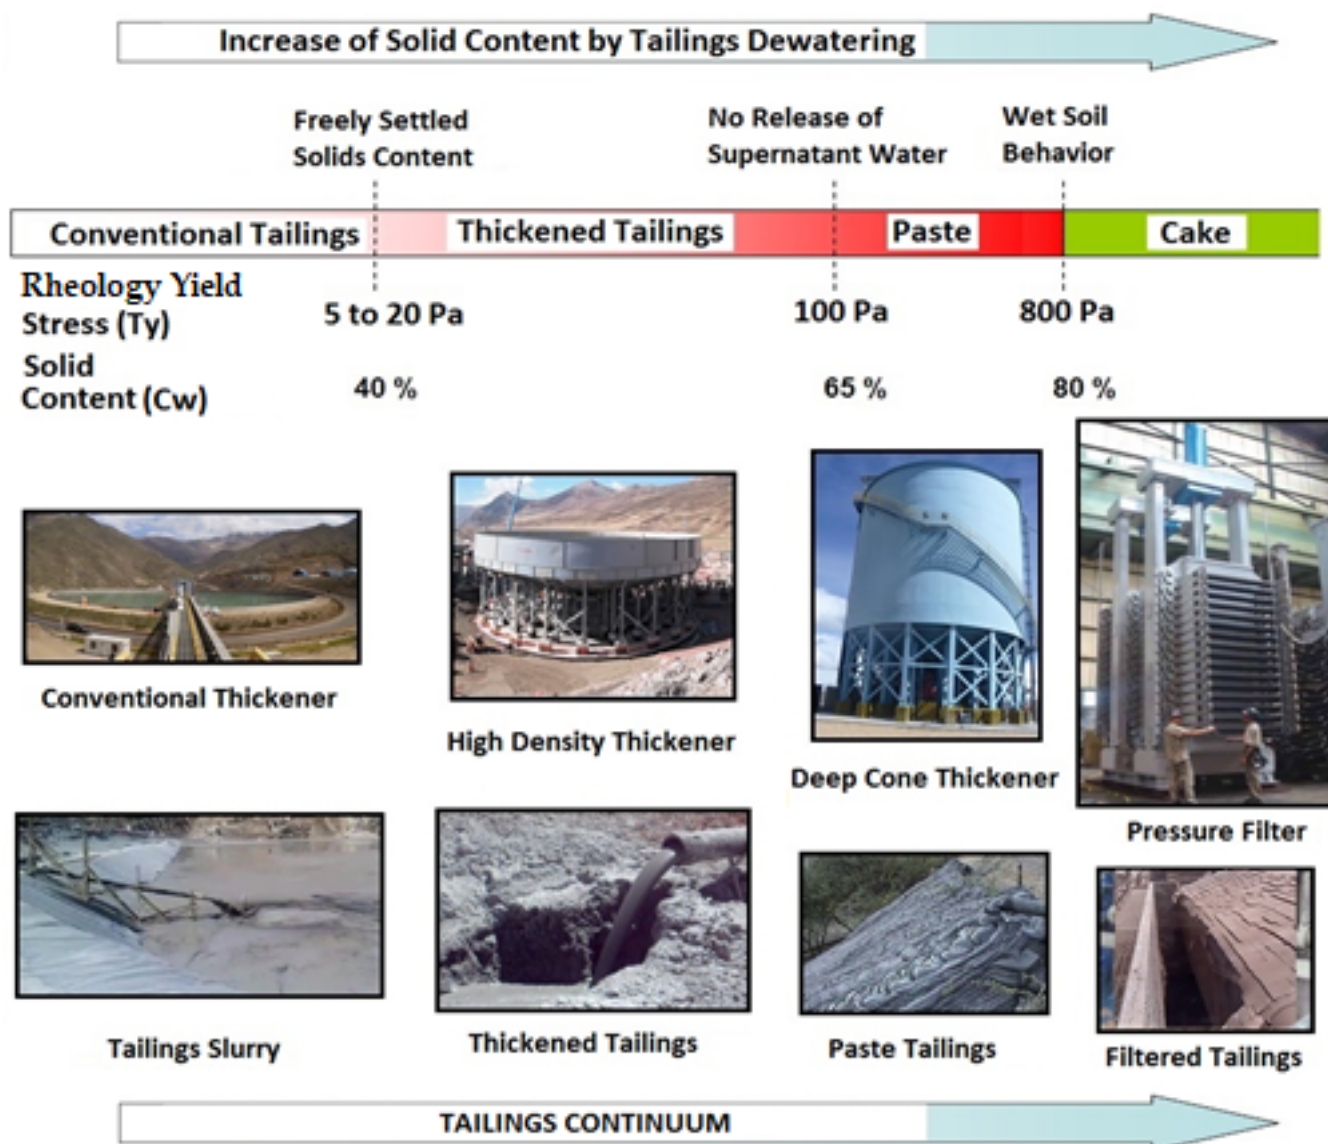 Increase of Solid Content by Tailings Dewatering
Freely Settled
Solids Content
No Release of
Supernatant Water
Wet Soil
Behavior
Conventional Tailings
Thickened Tailings
Paste
Cake
Rheology Yield
Stress (Ty)
5 to 20 Pa
100 Pa
800 Pa
Solid
Content (Cw)
40 %
65 %
80 %
Conventional Thickener
High Density Thickener
Deep Cone Thickener
Pressure Filter
Tailings Slurry
Thickened Tailings
Paste Tailings
Filtered Tailings
TAILINGS CONTINUUM